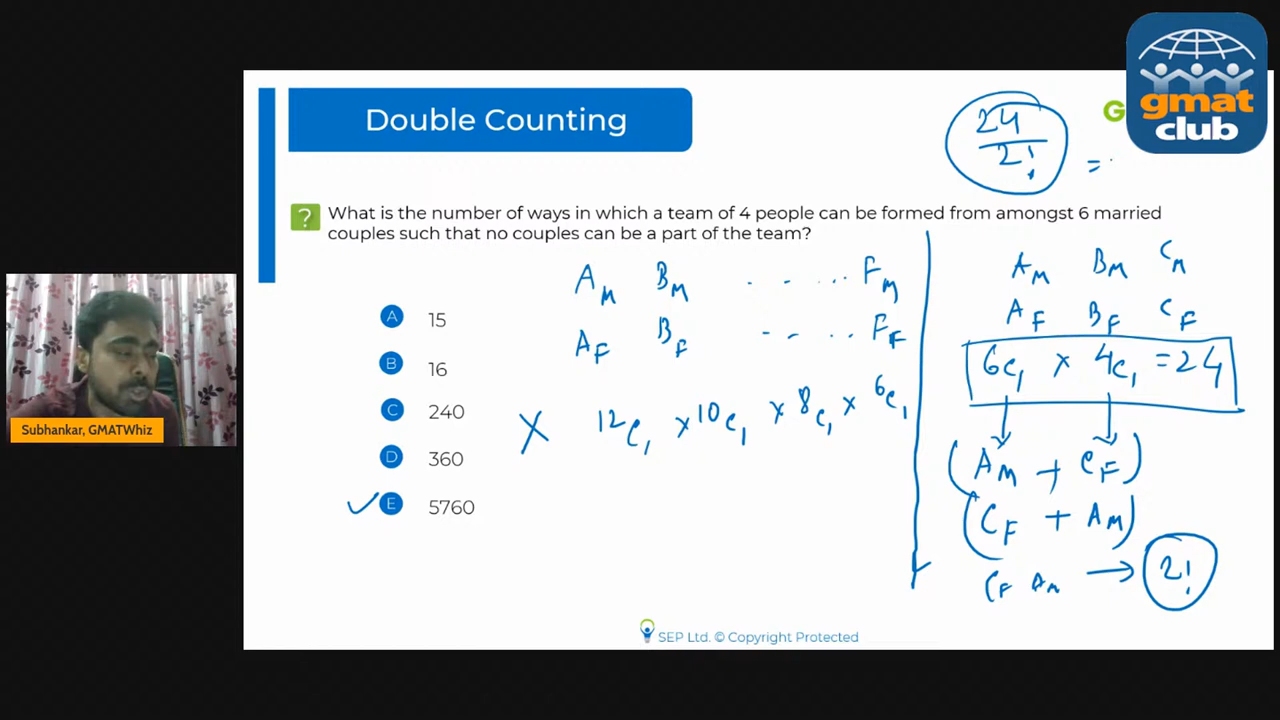 Double Counting
24
2! =
G
gmat
club
? What is the number of ways in which a team of 4 people can be formed from amongst 6 married
couples such that no couples can be a part of the team?
A 15
B 16
C 240
D 360
E 5760
A_M B_M . - . . . F_M
A_F B_F - - . . F_F
X 12C₁ x 10C₁ x 8C₁ x 6C₁
A_M B_M C_M
A_F B_F C_F
6C₁ x 4C₁ = 24
(A_M + C_F)
(C_F + A_M)
C_F A_M → 2!
Subhankar, GMATWhiz
SEP Ltd. © Copyright Protected